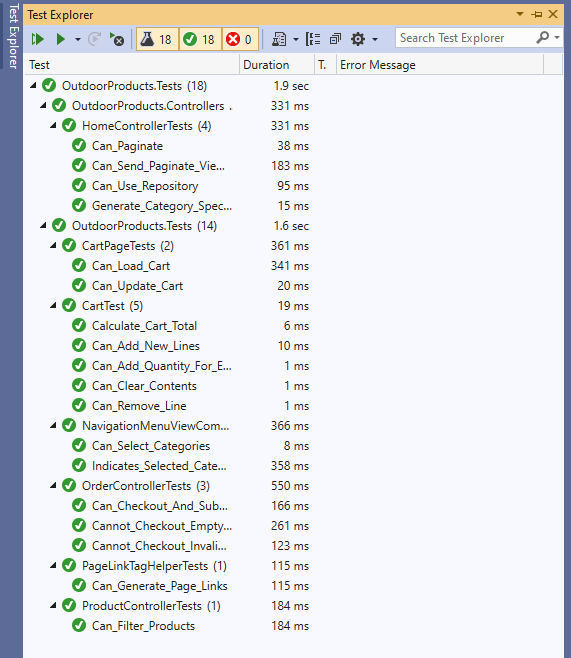 Test Explorer
Test Explorer
18 18 0
Search Test Explorer
Test Duration T. Error Message
OutdoorProducts.Tests (18) 1.9 sec
OutdoorProducts.Controllers . 331 ms
HomeControllerTests (4) 331 ms
Can_Paginate 38 ms
Can_Send_Paginate_Vie... 183 ms
Can_Use_Repository 95 ms
Generate_Category_Spec... 15 ms
OutdoorProducts.Tests (14) 1.6 sec
CartPageTests (2) 361 ms
Can_Load_Cart 341 ms
Can_Update_Cart 20 ms
CartTest (5) 19 ms
Calculate_Cart_Total 6 ms
Can_Add_New_Lines 10 ms
Can_Add_Quantity_For_E... 1 ms
Can_Clear_Contents 1 ms
Can_Remove_Line 1 ms
NavigationMenuViewCom... 366 ms
Can_Select_Categories 8 ms
Indicates_Selected_Cate... 358 ms
OrderControllerTests (3) 550 ms
Can_Checkout_And_Sub... 166 ms
Cannot_Checkout_Empty... 261 ms
Cannot_Checkout_Invali... 123 ms
PageLinkTagHelperTests (1) 115 ms
Can_Generate_Page_Links 115 ms
ProductControllerTests (1) 184 ms
Can_Filter_Products 184 ms